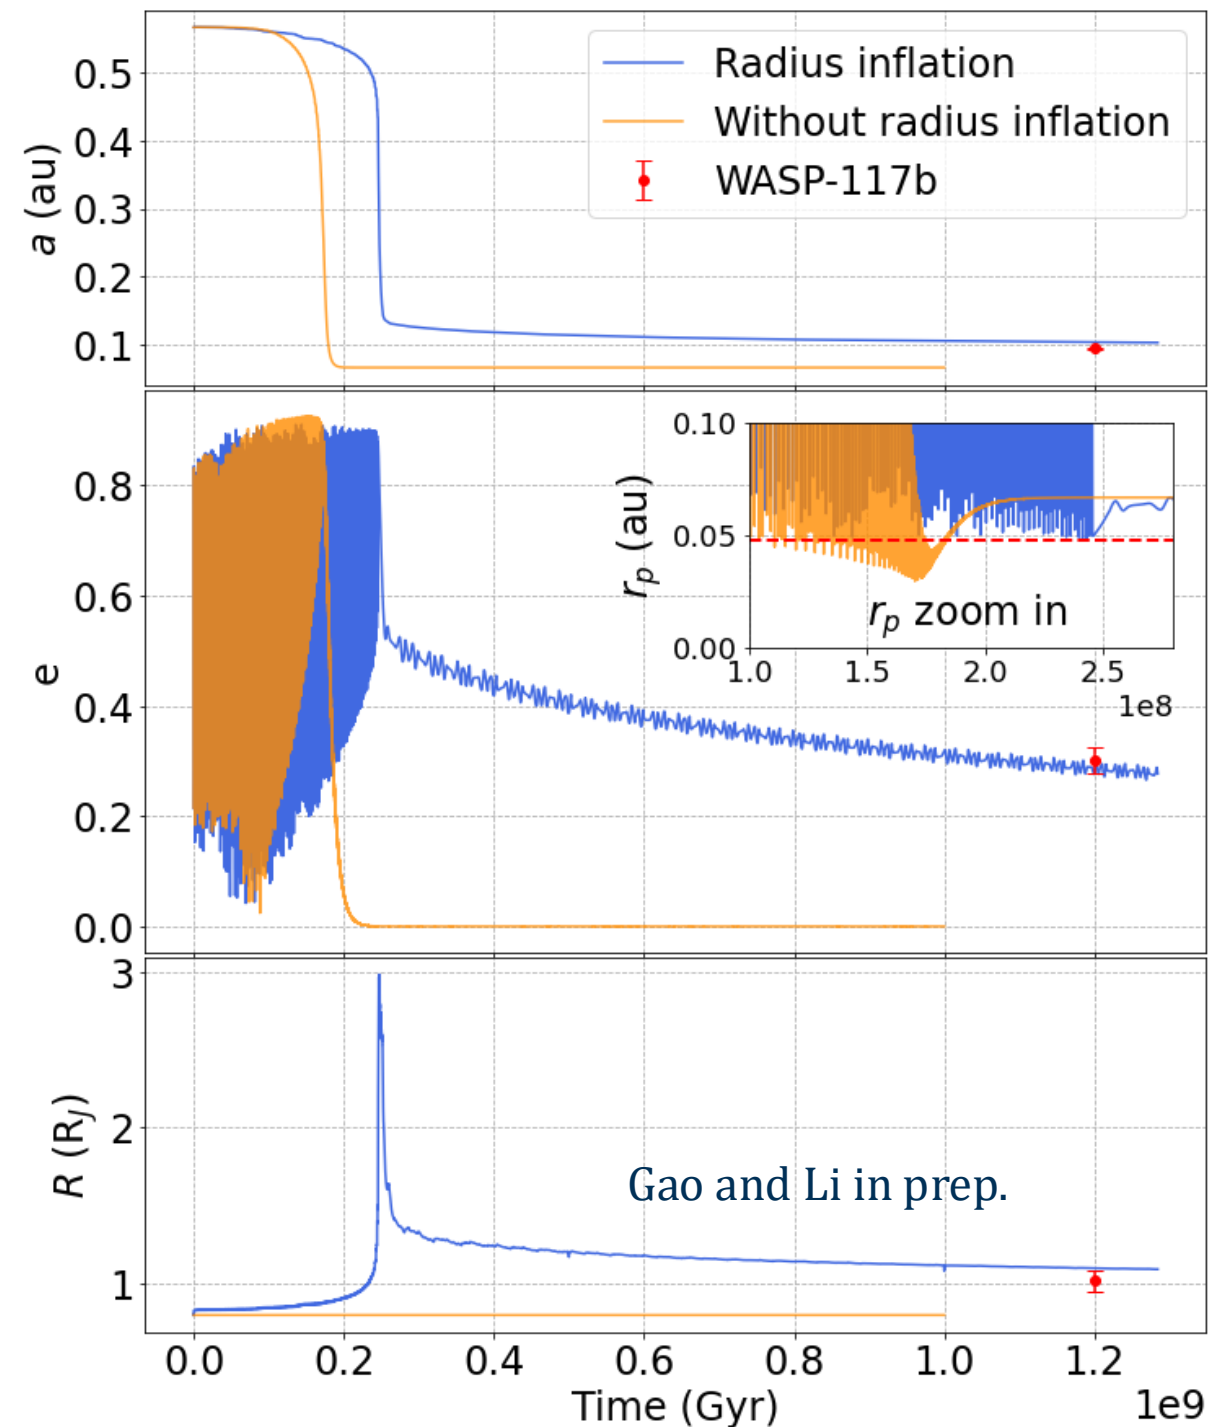 Radius inflation
Without radius inflation
WASP-117b
a (au)
0.5
0.4
0.3
0.2
0.1
e
0.8
0.6
0.4
0.2
0.0
r_p (au)
0.10
0.05
0.00
r_p zoom in
1.0 1.5 2.0 2.5
1e8
R (R_J)
3
2
1
Gao and Li in prep.
0.0 0.2 0.4 0.6 0.8 1.0 1.2
Time (Gyr)
1e9